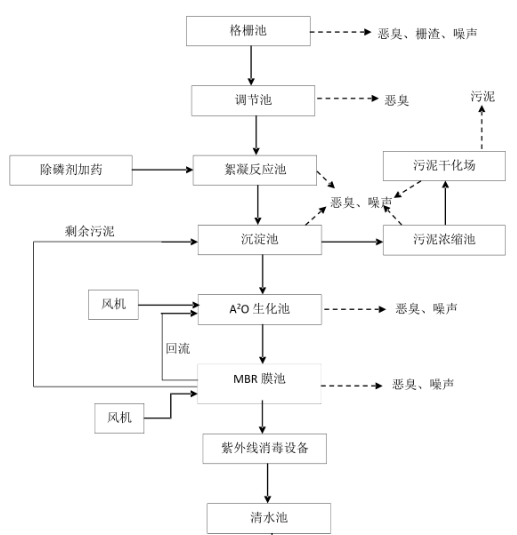 格栅池
恶臭、栅渣、噪声
调节池
恶臭
污泥
除磷剂加药
絮凝反应池
污泥干化场
恶臭、噪声
剩余污泥
沉淀池
污泥浓缩池
风机
A²O 生化池
恶臭、噪声
回流
MBR 膜池
恶臭、噪声
风机
紫外线消毒设备
清水池